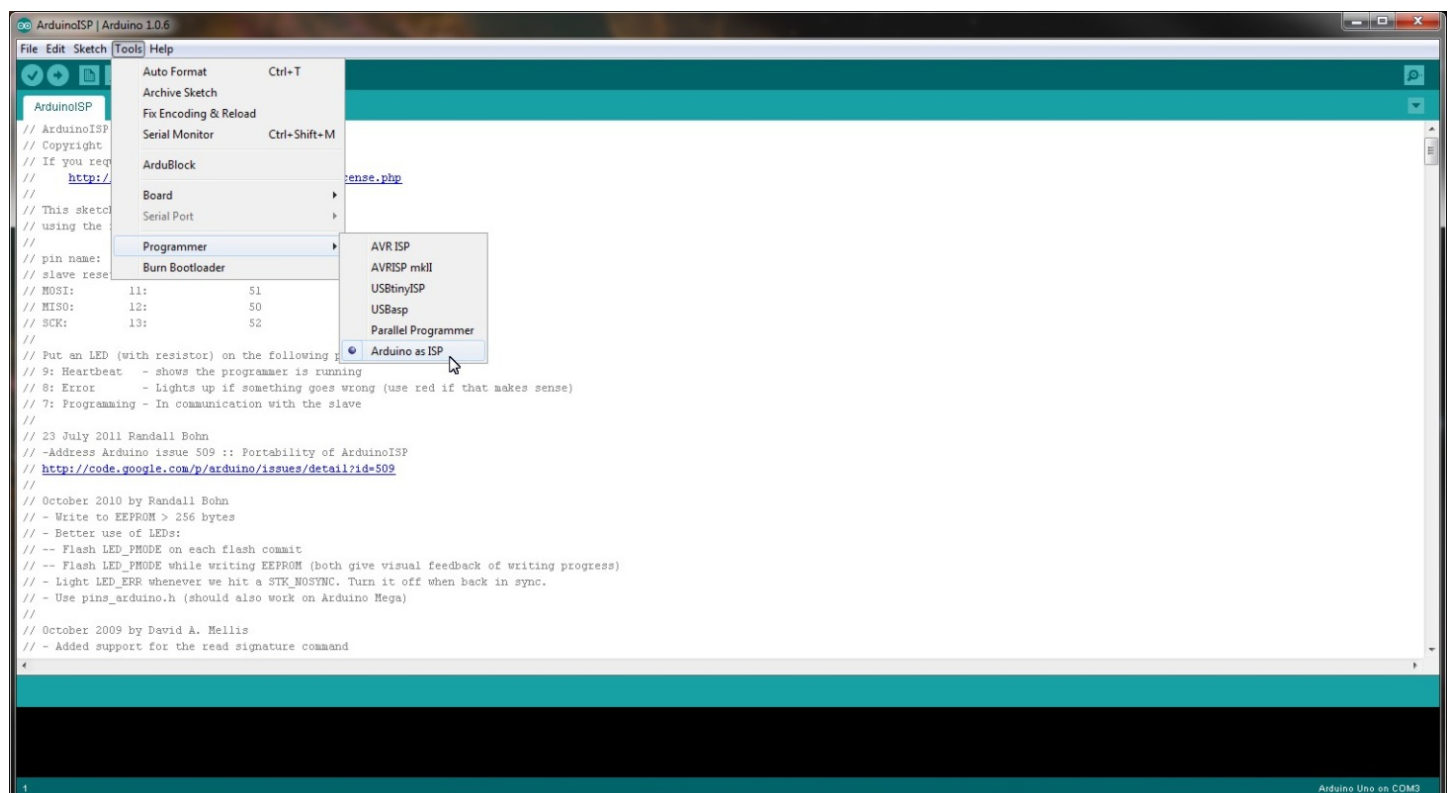 ArduinoISP | Arduino 1.0.6
File Edit Sketch Tools Help
Auto Format Ctrl+T
Archive Sketch
Fix Encoding & Reload
Serial Monitor Ctrl+Shift+M
ArduBlock
Board
Serial Port
Programmer
Burn Bootloader
AVR ISP
AVRISP mkII
USBtinyISP
USBasp
Parallel Programmer
Arduino as ISP
ArduinoISP
// ArduinoISP
// Copyright
// If you req
// http:/ ense.php
//
// This sketc
// using the
//
// pin name:
// slave rese
// MOSI: 11: 51
// MISO: 12: 50
// SCK: 13: 52
//
// Put an LED (with resistor) on the following
// 9: Heartbeat - shows the programmer is running
// 8: Error - Lights up if something goes wrong (use red if that makes sense)
// 7: Programming - In communication with the slave
//
// 23 July 2011 Randall Bohn
// -Address Arduino issue 509 :: Portability of ArduinoISP
// http://code.google.com/p/arduino/issues/detail?id=509
//
// October 2010 by Randall Bohn
// - Write to EEPROM > 256 bytes
// - Better use of LEDs:
// -- Flash LED_PMODE on each flash commit
// -- Flash LED_PMODE while writing EEPROM (both give visual feedback of writing progress)
// - Light LED_ERR whenever we hit a STK_NOSYNC. Turn it off when back in sync.
// - Use pins_arduino.h (should also work on Arduino Mega)
//
// October 2009 by David A. Mellis
// - Added support for the read signature command
1
Arduino Uno on COM3